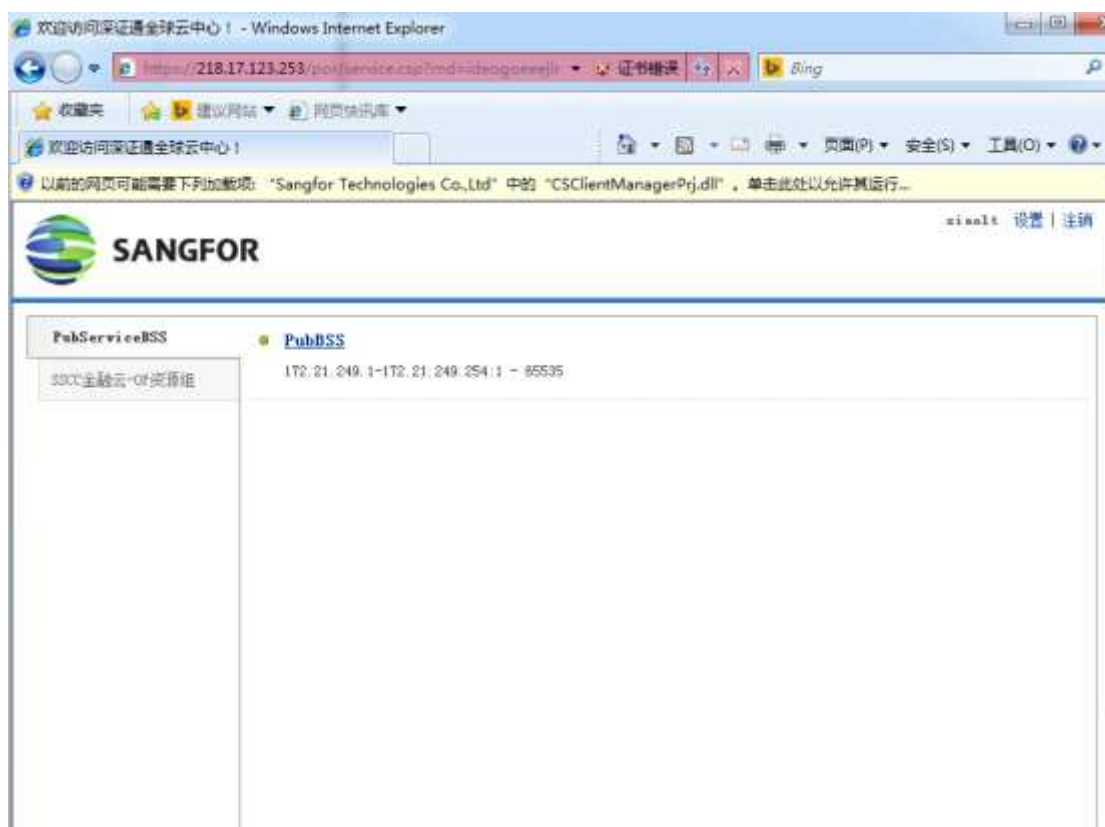 欢迎访问深证通全球云中心！ - Windows Internet Explorer
https://218.17.123.253/por/service.csp 证书错误 Bing
收藏夹 建议网站 网页快讯库
欢迎访问深证通全球云中心！ 页面(P) 安全(S) 工具(O)
以前的网页可能需要下列加载项: "Sangfor Technologies Co.,Ltd" 中的 "CSClientManagerPrj.dll" 。单击此处以允许其运行...
设置 | 注销
SANGFOR
PubServiceBSS
PubBSS
172.21.249.1-172.21.249.254:1 - 65535
SSCC金融云-OF资源组